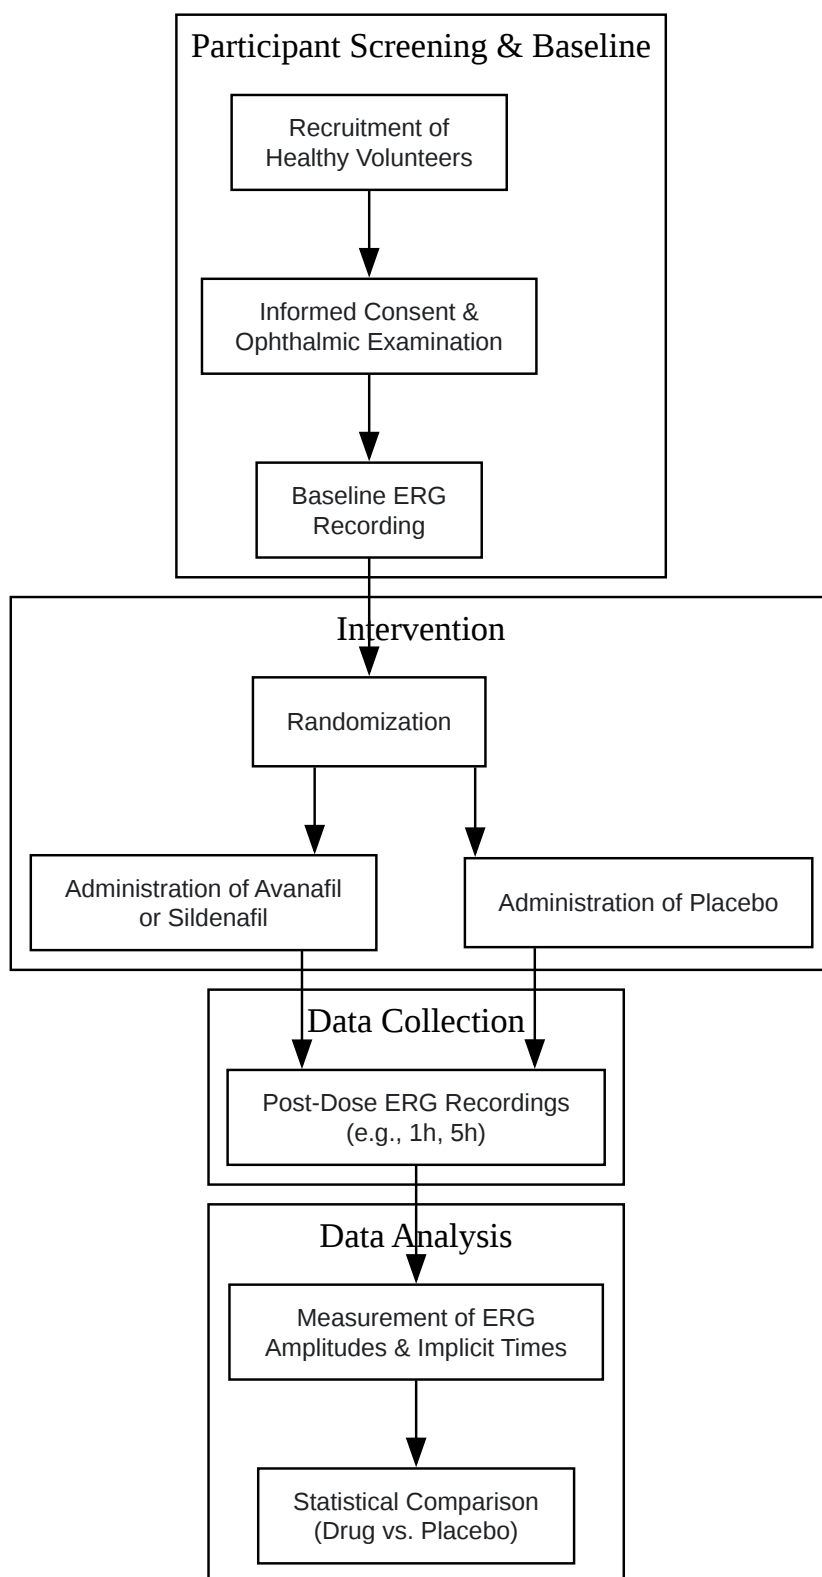 Participant Screening & Baseline
Recruitment of
Healthy Volunteers
Informed Consent &
Ophthalmic Examination
Baseline ERG
Recording
Intervention
Randomization
Administration of Avanafil
or Sildenafil
Administration of Placebo
Data Collection
Post-Dose ERG Recordings
(e.g., 1h, 5h)
Data Analysis
Measurement of ERG
Amplitudes & Implicit Times
Statistical Comparison
(Drug vs. Placebo)